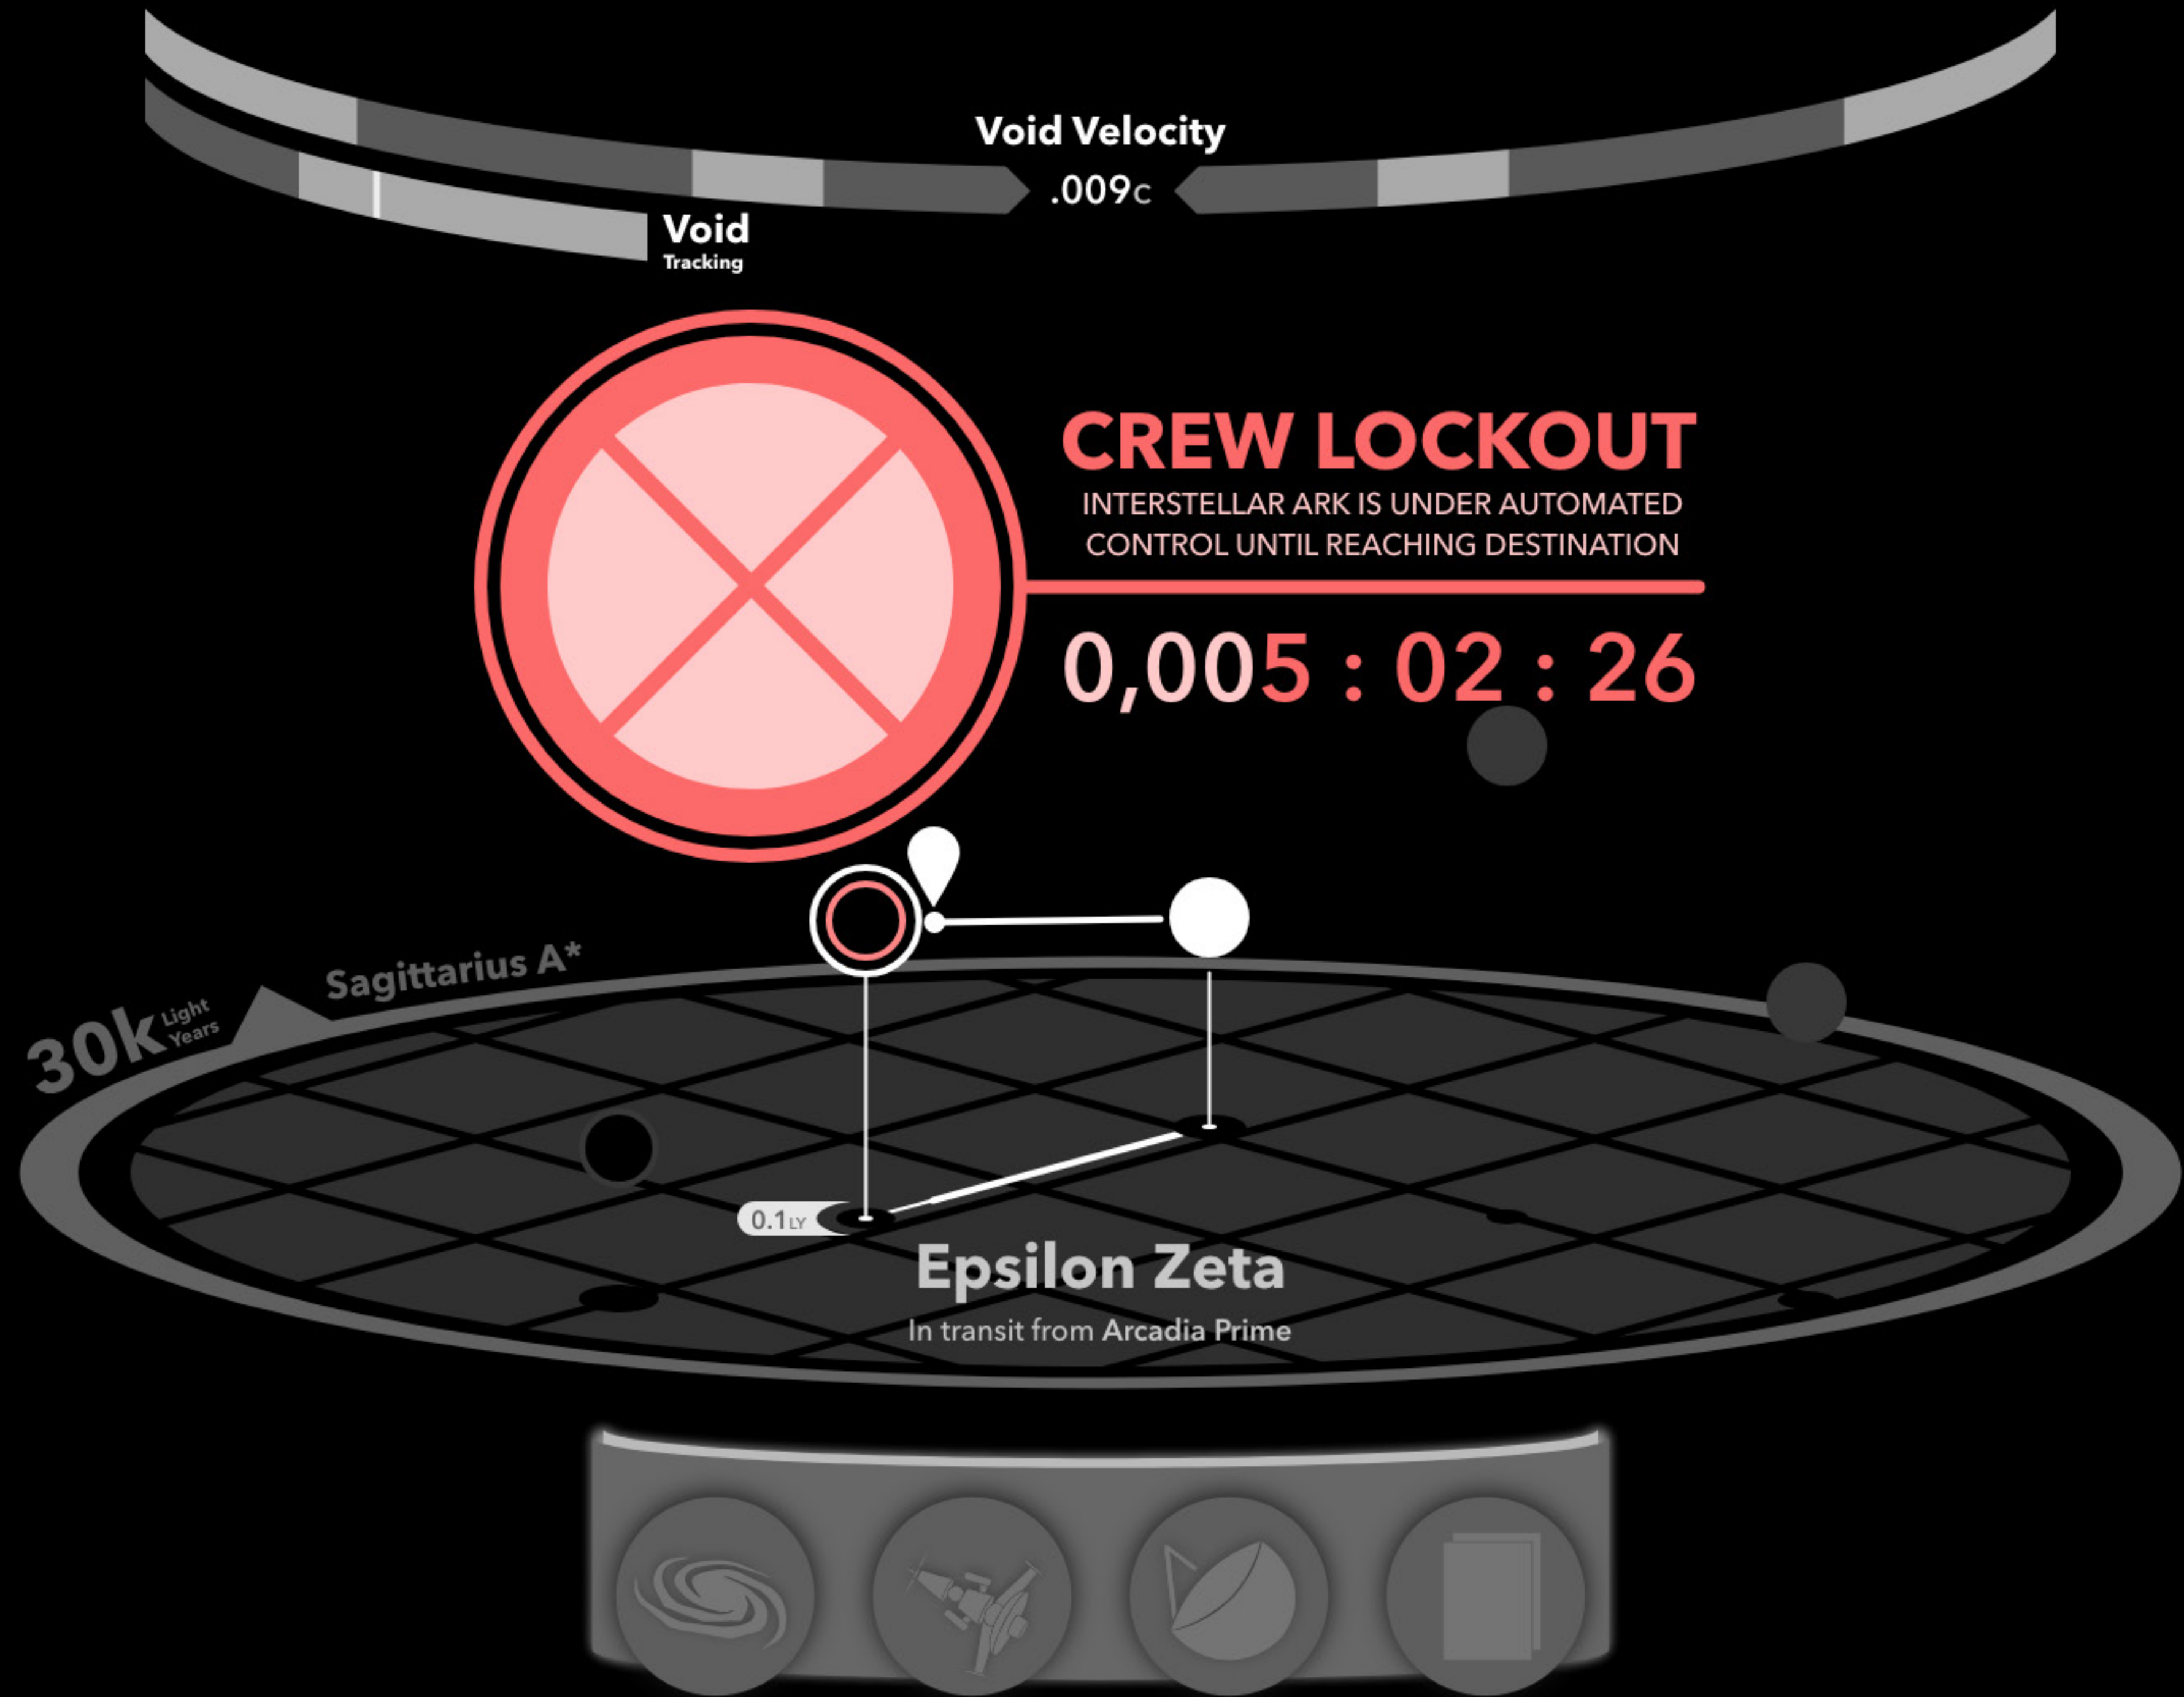 Void Velocity
.009c
Void
Tracking
CREW LOCKOUT
INTERSTELLAR ARK IS UNDER AUTOMATED
CONTROL UNTIL REACHING DESTINATION
0,005 : 02 : 26
Sagittarius A*
30k Light
Years
0.1LY
Epsilon Zeta
In transit from Arcadia Prime